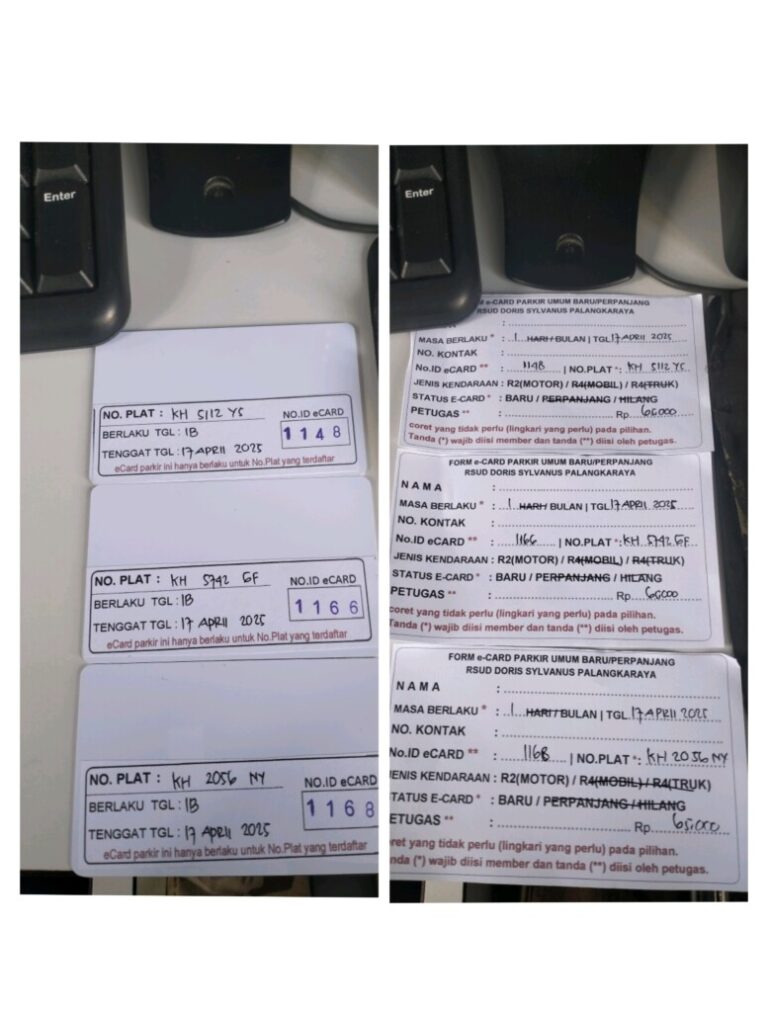 Enter
NO. PLAT : KH 5112 YS
NO.ID eCARD
BERLAKU TGL : 1B
1148
TENGGAT TGL : 17 APRIL 2025
eCard parkir ini hanya berlaku untuk No.Plat yang terdaftar
NO. PLAT : KH 5742 GF
NO.ID eCARD
BERLAKU TGL : 1B
1166
TENGGAT TGL : 17 APRIL 2025
eCard parkir ini hanya berlaku untuk No.Plat yang terdaftar
NO. PLAT : KH 2056 NY
NO.ID eCARD
BERLAKU TGL : 1B
1168
TENGGAT TGL : 17 APRIL 2025
eCard parkir ini hanya berlaku untuk No.Plat yang terdaftar
Enter
e-CARD PARKIR UMUM BARU/PERPANJANG
RSUD DORIS SYLVANUS PALANGKARAYA
MASA BERLAKU * : 1 HARI / BULAN | TGL 17 APRIL 2025
NO. KONTAK :
No.ID eCARD ** : 1148 | NO.PLAT *: KH 5112 YS
JENIS KENDARAAN : R2(MOTOR) / R4(MOBIL) / R4(TRUK)
STATUS E-CARD * : BARU / PERPANJANG / HILANG
PETUGAS ** : Rp 65000
coret yang tidak perlu (lingkari yang perlu) pada pilihan.
Tanda (*) wajib diisi member dan tanda (**) diisi oleh petugas.
FORM e-CARD PARKIR UMUM BARU/PERPANJANG
RSUD DORIS SYLVANUS PALANGKARAYA
N A M A :
MASA BERLAKU * : 1 HARI / BULAN | TGL 17 APRIL 2025
NO. KONTAK :
No.ID eCARD ** : 1166 | NO.PLAT *: KH 5742 GF
JENIS KENDARAAN : R2(MOTOR) / R4(MOBIL) / R4(TRUK)
STATUS E-CARD * : BARU / PERPANJANG / HILANG
PETUGAS ** : Rp 65000
coret yang tidak perlu (lingkari yang perlu) pada pilihan.
Tanda (*) wajib diisi member dan tanda (**) diisi oleh petugas.
FORM e-CARD PARKIR UMUM BARU/PERPANJANG
RSUD DORIS SYLVANUS PALANGKARAYA
N A M A :
MASA BERLAKU * : 1 HARI / BULAN | TGL 17 APRIL 2025
NO. KONTAK :
No.ID eCARD ** : 1168 | NO.PLAT *: KH 2056 NY
JENIS KENDARAAN : R2(MOTOR) / R4(MOBIL) / R4(TRUK)
STATUS E-CARD * : BARU / PERPANJANG / HILANG
PETUGAS ** : Rp 65.000
coret yang tidak perlu (lingkari yang perlu) pada pilihan.
Tanda (*) wajib diisi member dan tanda (**) diisi oleh petugas.